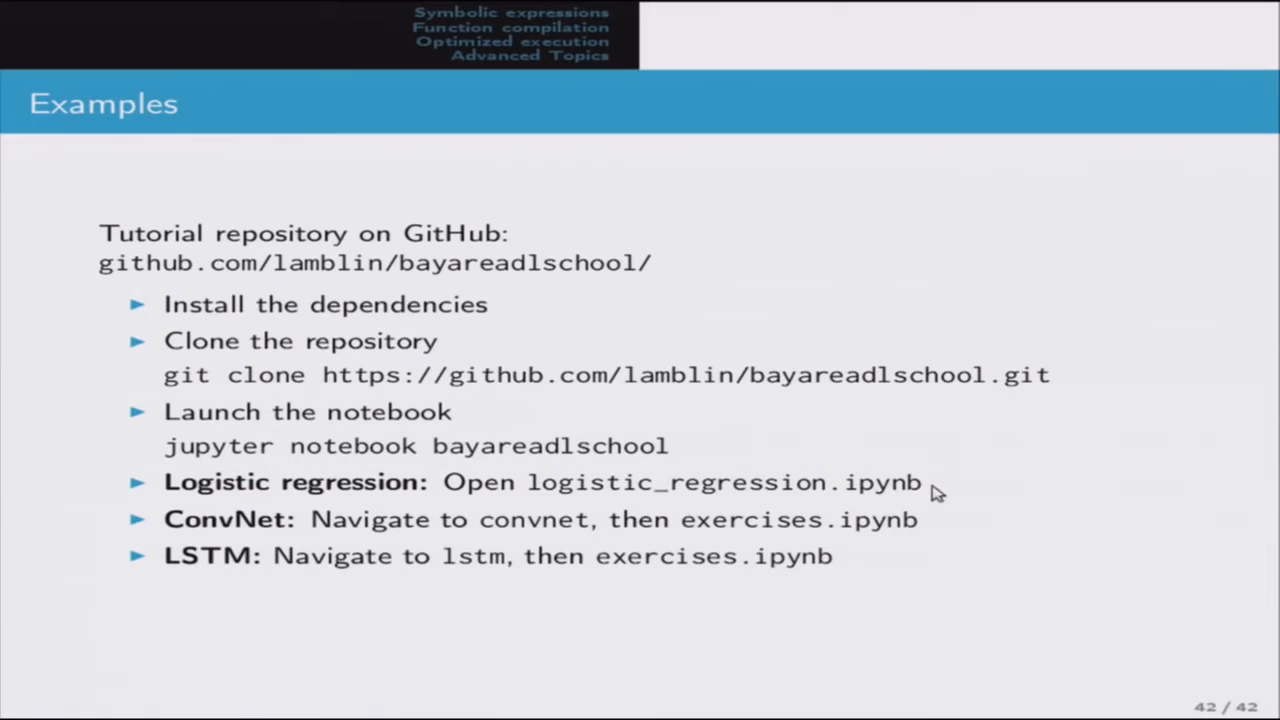 Symbolic expressions
Function compilation
Optimized execution
Advanced Topics
Examples
Tutorial repository on GitHub:
github.com/lamblin/bayareadlschool/
Install the dependencies
Clone the repository
git clone https://github.com/lamblin/bayareadlschool.git
Launch the notebook
jupyter notebook bayareadlschool
Logistic regression: Open logistic_regression.ipynb
ConvNet: Navigate to convnet, then exercises.ipynb
LSTM: Navigate to lstm, then exercises.ipynb
42 / 42